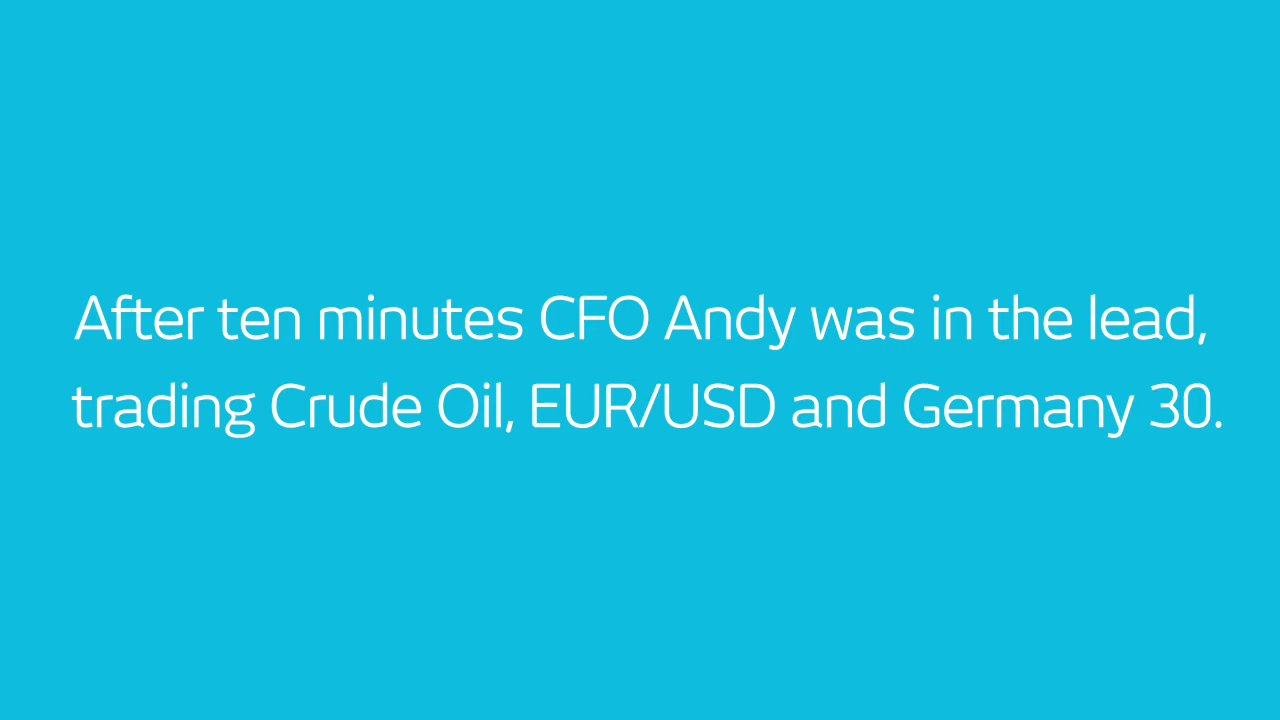 After ten minutes CFO Andy was in the lead,
trading Crude Oil, EUR/USD and Germany 30.